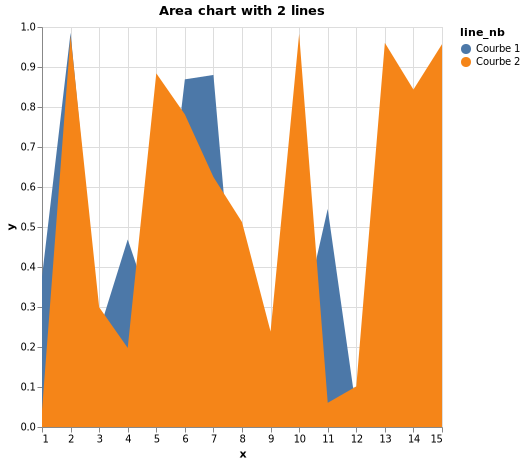 Area chart with 2 lines
line_nb
Courbe 1
Courbe 2
1.0
0.9
0.8
0.7
0.6
0.5
0.4
0.3
0.2
0.1
0.0
y
1 2 3 4 5 6 7 8 9 10 11 12 13 14 15
x